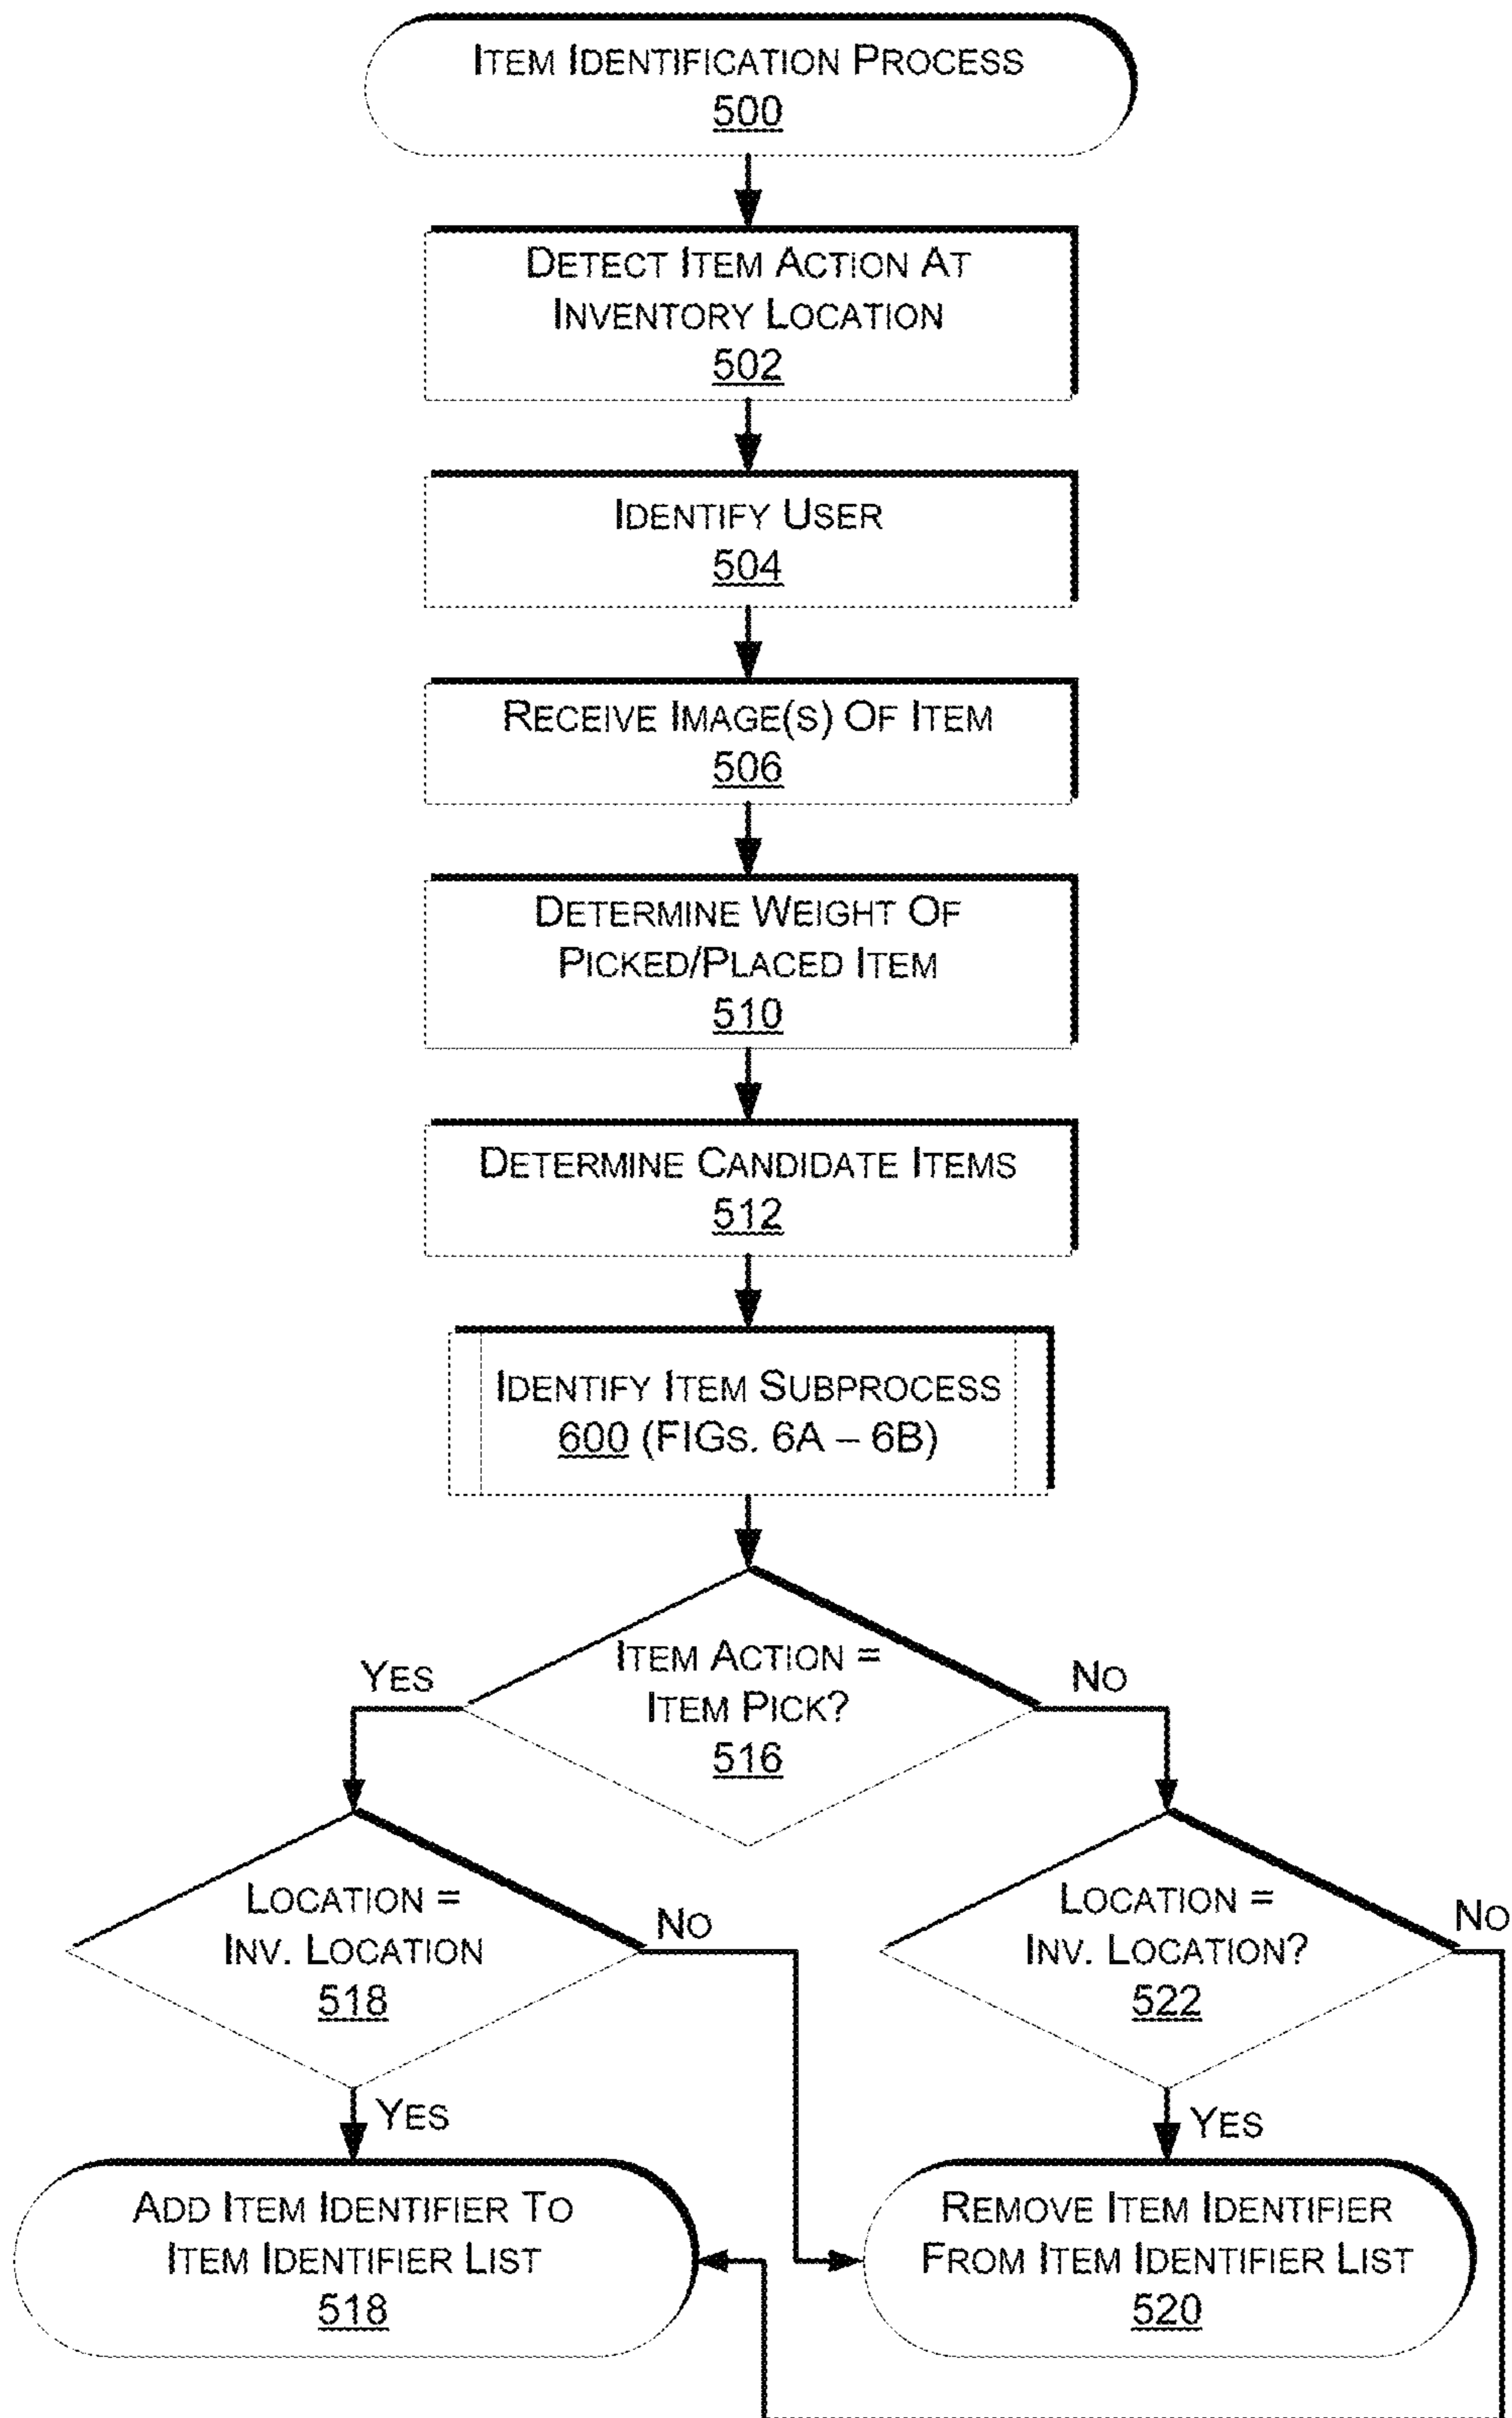 ITEM IDENTIFICATION PROCESS
500
DETECT ITEM ACTION AT
INVENTORY LOCATION
502
IDENTIFY USER
504
RECEIVE IMAGE(S) OF ITEM
506
DETERMINE WEIGHT OF
PICKED/PLACED ITEM
510
DETERMINE CANDIDATE ITEMS
512
IDENTIFY ITEM SUBPROCESS
600 (FIGS. 6A – 6B)
ITEM ACTION =
ITEM PICK?
516
YES
NO
LOCATION =
INV. LOCATION
518
NO
YES
LOCATION =
INV. LOCATION?
522
NO
YES
ADD ITEM IDENTIFIER TO
ITEM IDENTIFIER LIST
518
REMOVE ITEM IDENTIFIER
FROM ITEM IDENTIFIER LIST
520